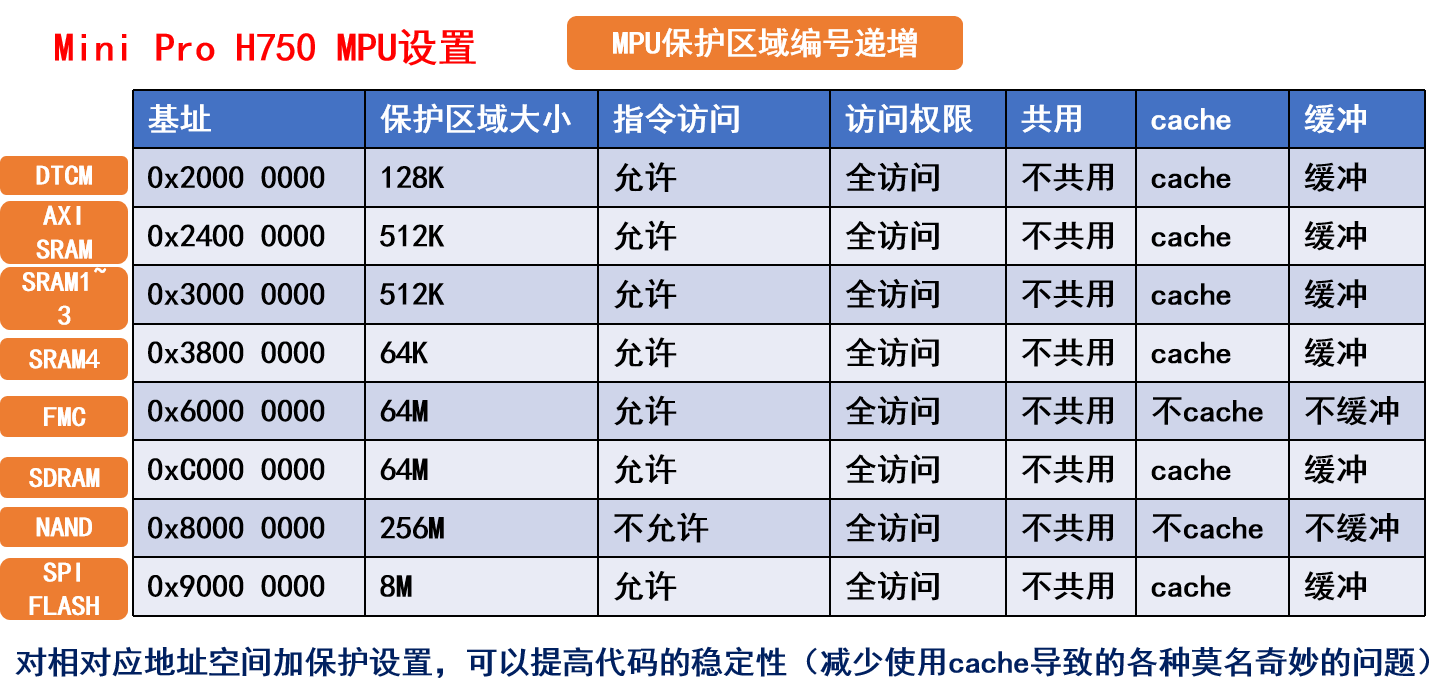 Mini Pro H750 MPU设置
MPU保护区域编号递增
基址 保护区域大小 指令访问 访问权限 共用 cache 缓冲
DTCM 0x2000 0000 128K 允许 全访问 不共用 cache 缓冲
AXI
SRAM 0x2400 0000 512K 允许 全访问 不共用 cache 缓冲
SRAM1~
3 0x3000 0000 512K 允许 全访问 不共用 cache 缓冲
SRAM4 0x3800 0000 64K 允许 全访问 不共用 cache 缓冲
FMC 0x6000 0000 64M 允许 全访问 不共用 不cache 不缓冲
SDRAM 0xC000 0000 64M 允许 全访问 不共用 cache 缓冲
NAND 0x8000 0000 256M 不允许 全访问 不共用 不cache 不缓冲
SPI
FLASH 0x9000 0000 8M 允许 全访问 不共用 cache 缓冲
对相对应地址空间加保护设置，可以提高代码的稳定性（减少使用cache导致的各种莫名奇妙的问题）